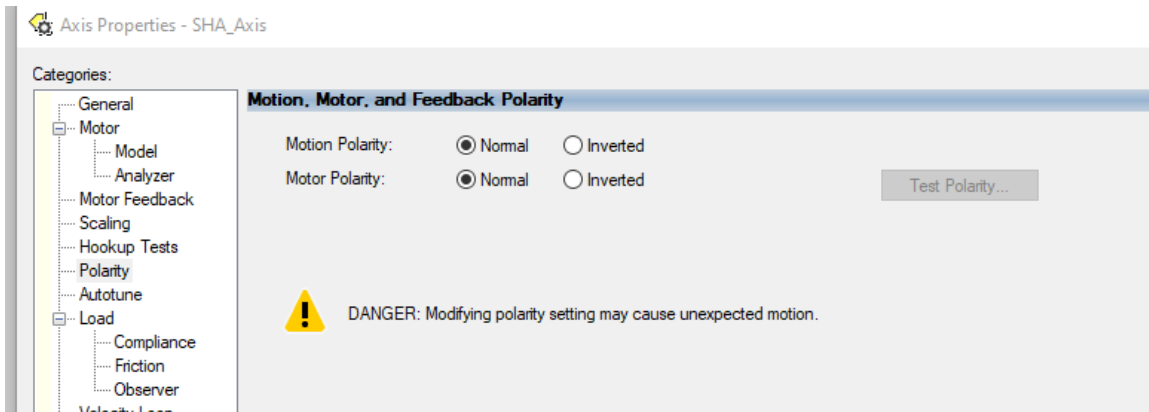 Axis Properties - SHA_Axis
Categories:
General
Motor
Model
Analyzer
Motor Feedback
Scaling
Hookup Tests
Polarity
Autotune
Load
Compliance
Friction
Observer
Velocity Loop
Motion, Motor, and Feedback Polarity
Motion Polarity: Normal Inverted
Motor Polarity: Normal Inverted
Test Polarity...
DANGER: Modifying polarity setting may cause unexpected motion.